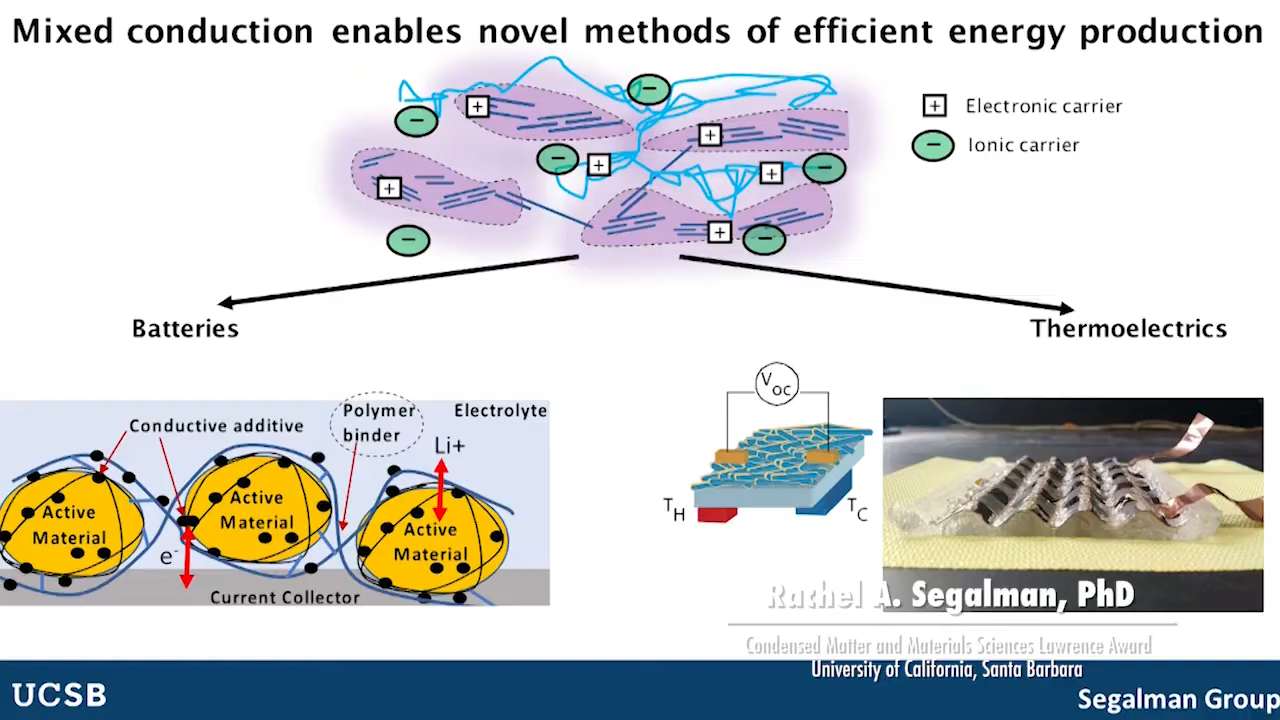 Mixed conduction enables novel methods of efficient energy production
+ − + − + − + + + − + − −
+ Electronic carrier
− Ionic carrier
Batteries
Thermoelectrics
Conductive additive
Polymer
binder
Electrolyte
Li+
Active
Material
Active
Material
Active
Material
e-
Current Collector
VOC
TH
TC
Rachel A. Segalman, PhD
Condensed Matter and Materials Sciences Lawrence Award
University of California, Santa Barbara
UCSB
Segalman Group